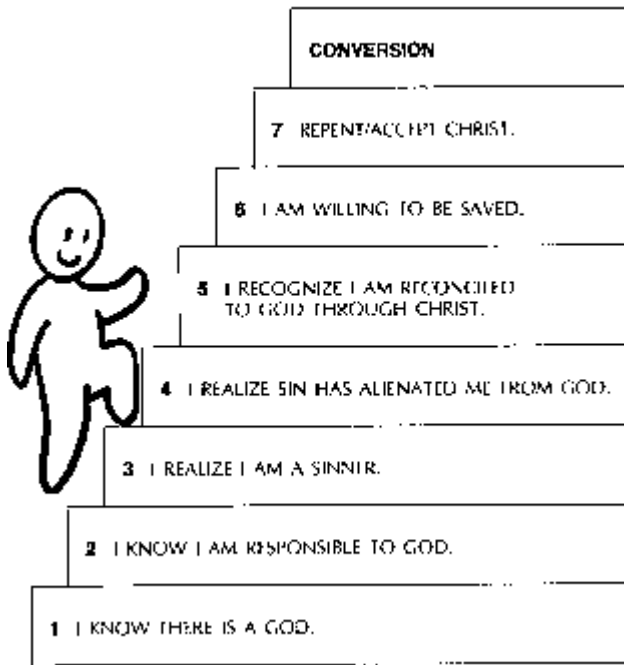 CONVERSION
7 REPENT/ACCEPT CHRIST.
6 I AM WILLING TO BE SAVED.
5 I RECOGNIZE I AM RECONCILED
TO GOD THROUGH CHRIST.
4 I REALIZE SIN HAS ALIENATED ME FROM GOD.
3 I REALIZE I AM A SINNER.
2 I KNOW I AM RESPONSIBLE TO GOD.
1 I KNOW THERE IS A GOD.